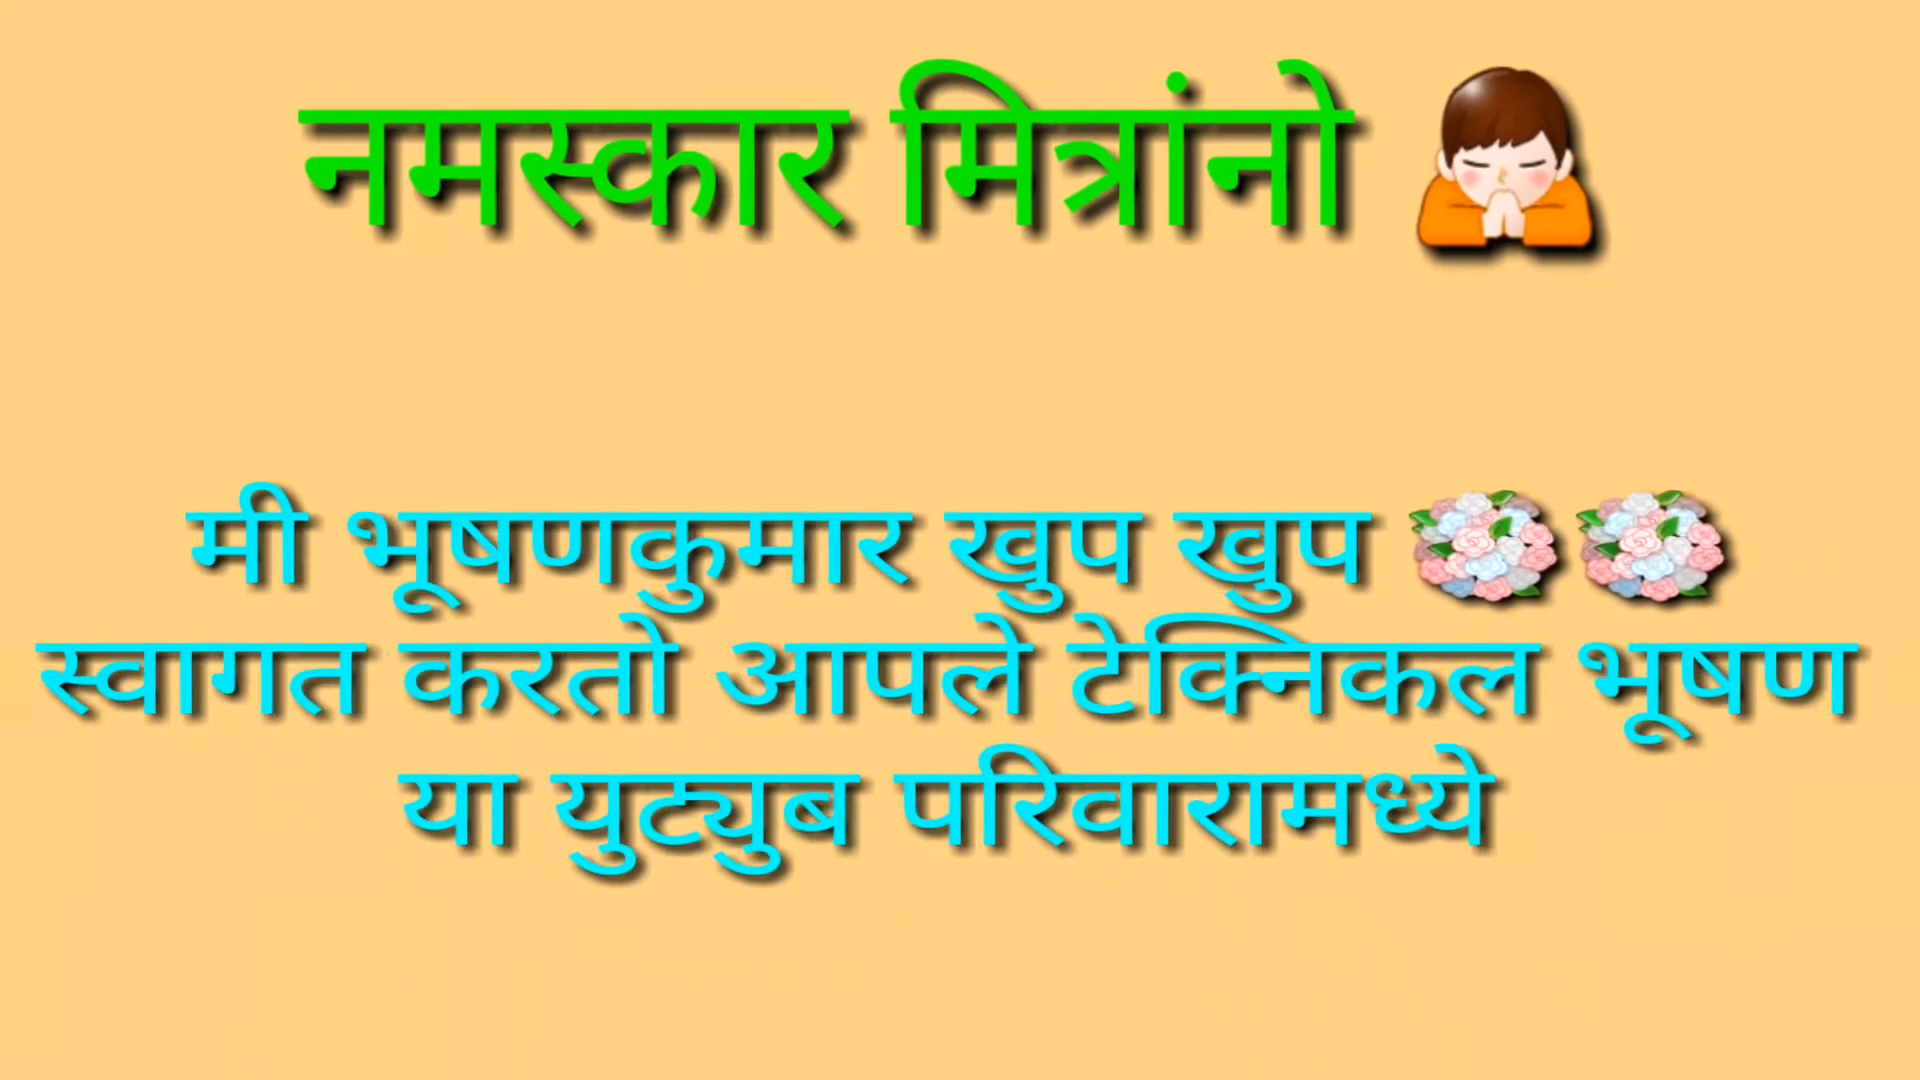 नमस्कार मित्रांनो 🙏
मी भूषणकुमार खुप खुप 💐💐
स्वागत करतो आपले टेक्निकल भूषण
या युट्युब परिवारामध्ये